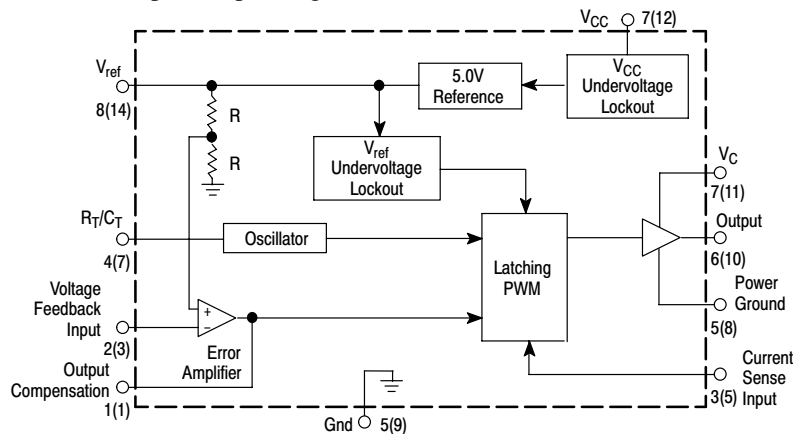 VCC 7(12)
Vref
8(14)
R
R
5.0V
Reference
VCC
Undervoltage
Lockout
Vref
Undervoltage
Lockout
VC
7(11)
RT/CT
4(7)
Oscillator
Latching
PWM
Output
6(10)
Voltage
Feedback
Input
2(3)
+
−
Error
Amplifier
Power
Ground
5(8)
Output
Compensation
1(1)
Gnd 5(9)
Current
Sense
Input
3(5)